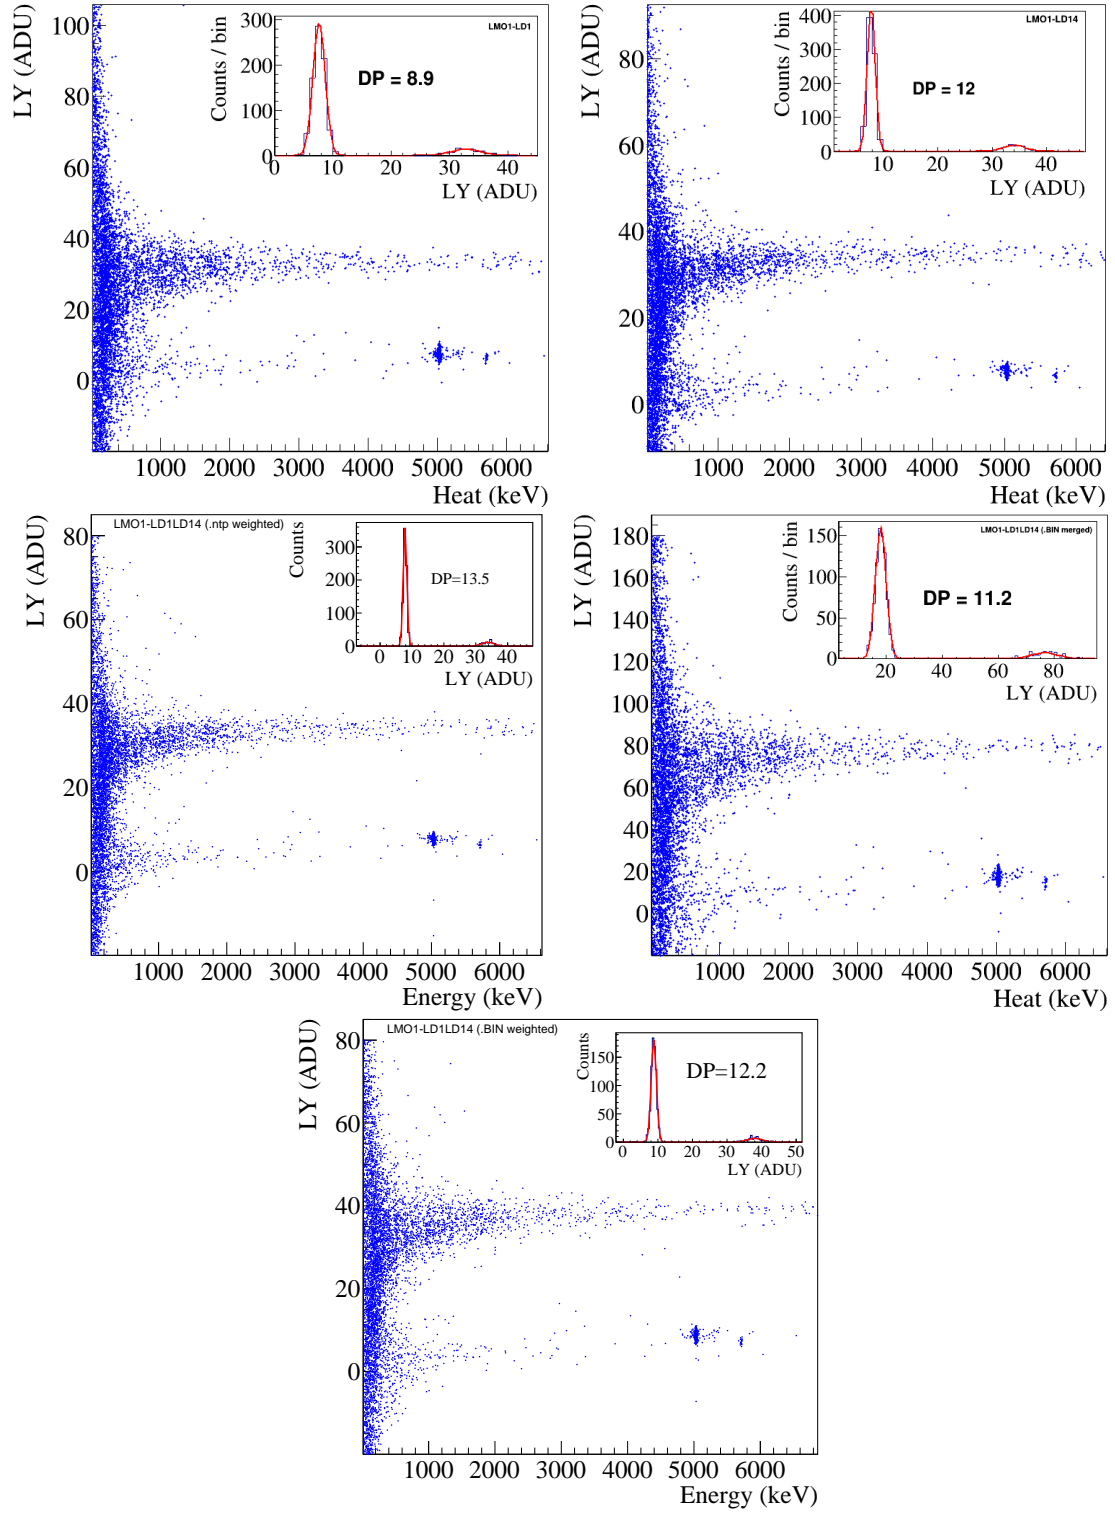 LY (ADU)
100
80
60
40
20
0
1000 2000 3000 4000 5000 6000
Heat (keV)
Counts / bin
300
200
100
0
0 10 20 30 40
LY (ADU)
LMO1-LD1
DP = 8.9
LY (ADU)
80
60
40
20
0
1000 2000 3000 4000 5000 6000
Heat (keV)
Counts / bin
400
300
200
100
0
10 20 30 40
LY (ADU)
LMO1-LD14
DP = 12
LMO1-LD1LD14 (.ntp weighted)
LY (ADU)
80
60
40
20
0
1000 2000 3000 4000 5000 6000
Energy (keV)
Counts
300
200
100
0
0 10 20 30 40
LY (ADU)
DP=13.5
LY (ADU)
180
160
140
120
100
80
60
40
20
0
1000 2000 3000 4000 5000 6000
Heat (keV)
Counts / bin
150
100
50
0
20 40 60 80
LY (ADU)
LMO1-LD1LD14 (.BIN merged)
DP = 11.2
LMO1-LD1LD14 (.BIN weighted)
LY (ADU)
80
60
40
20
0
1000 2000 3000 4000 5000 6000
Energy (keV)
Counts
150
100
50
0
0 10 20 30 40 50
LY (ADU)
DP=12.2